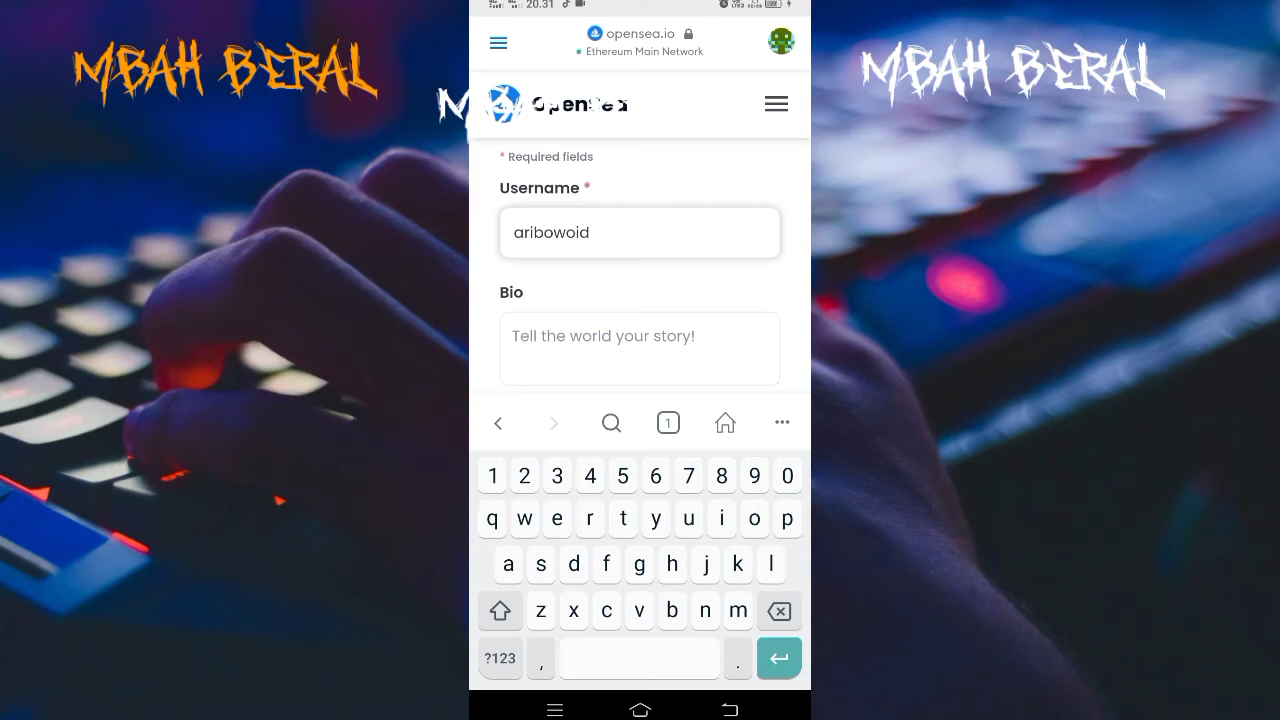 MBAH BERAL
MBAH BERAL
20.31
opensea.io
Ethereum Main Network
OpenSea
* Required fields
Username *
aribowoid
Bio
Tell the world your story!
1
1 2 3 4 5 6 7 8 9 0
q w e r t y u i o p
a s d f g h j k l
z x c v b n m
?123 , .